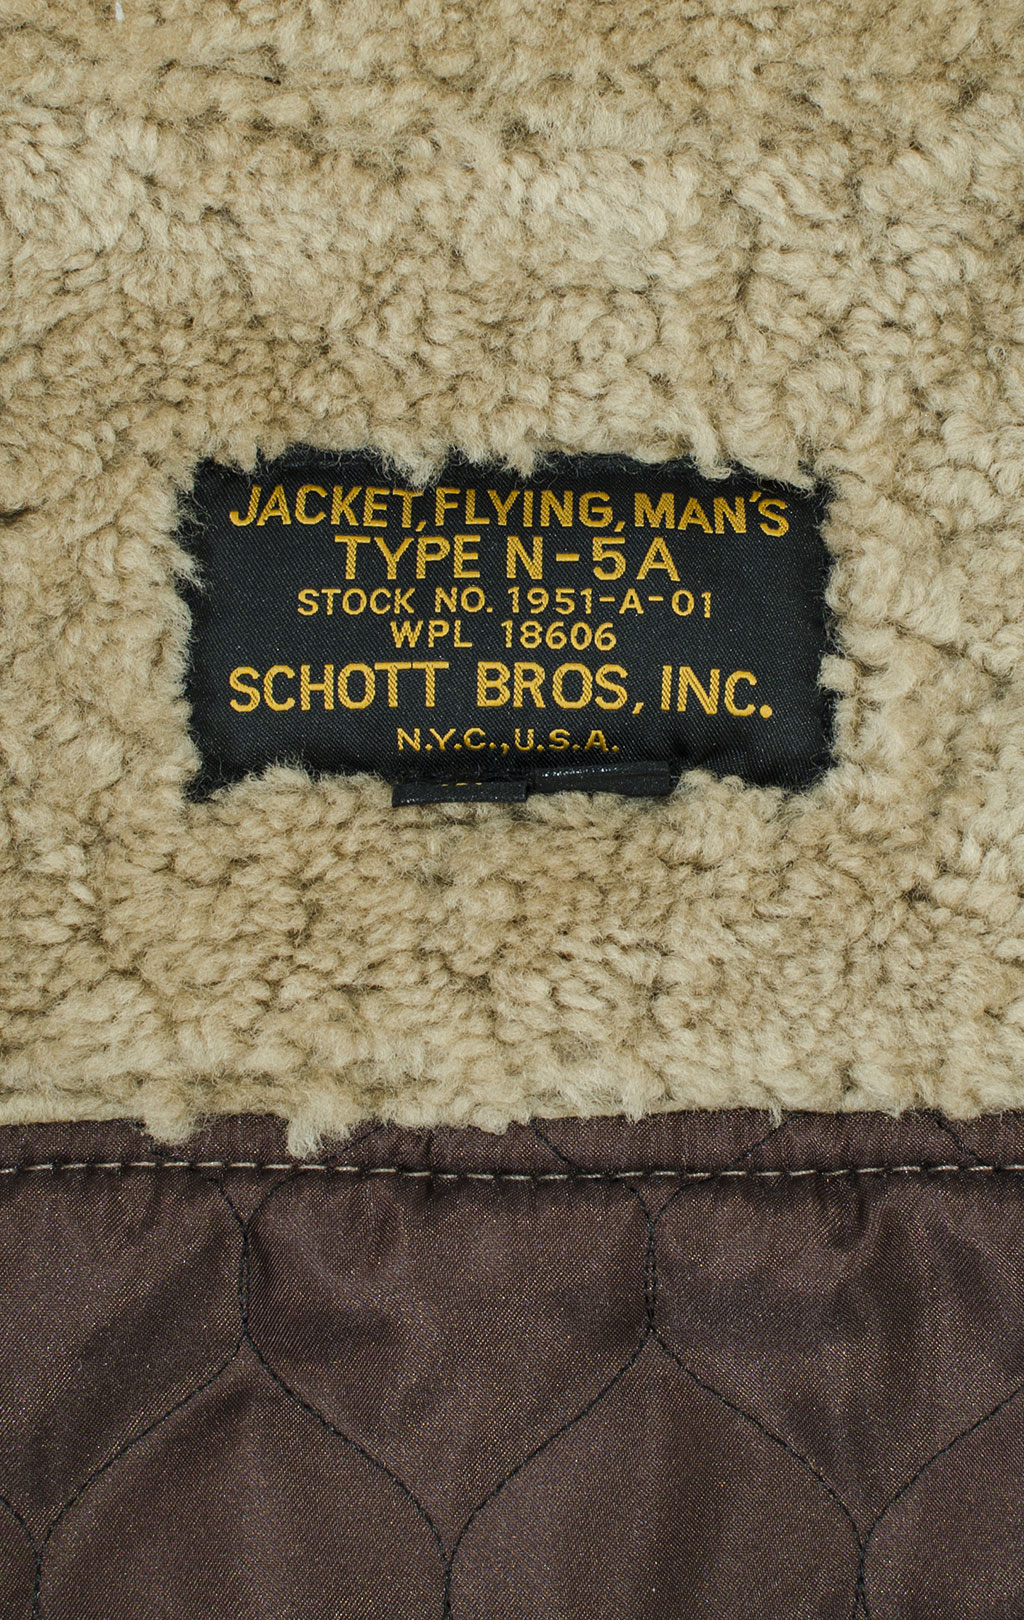 JACKET, FLYING, MAN'S
TYPE N-5A
STOCK NO. 1951-A-01
WPL 18606
SCHOTT BROS, INC.
N.Y.C., U.S.A.